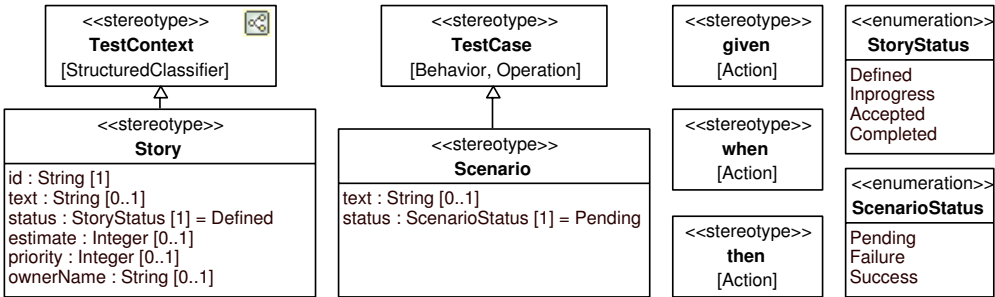 <<stereotype>>
TestContext
[StructuredClassifier]
<<stereotype>>
Story
id : String [1]
text : String [0..1]
status : StoryStatus [1] = Defined
estimate : Integer [0..1]
priority : Integer [0..1]
ownerName : String [0..1]
<<stereotype>>
TestCase
[Behavior, Operation]
<<stereotype>>
Scenario
text : String [0..1]
status : ScenarioStatus [1] = Pending
<<stereotype>>
given
[Action]
<<stereotype>>
when
[Action]
<<stereotype>>
then
[Action]
<<enumeration>>
StoryStatus
Defined
Inprogress
Accepted
Completed
<<enumeration>>
ScenarioStatus
Pending
Failure
Success